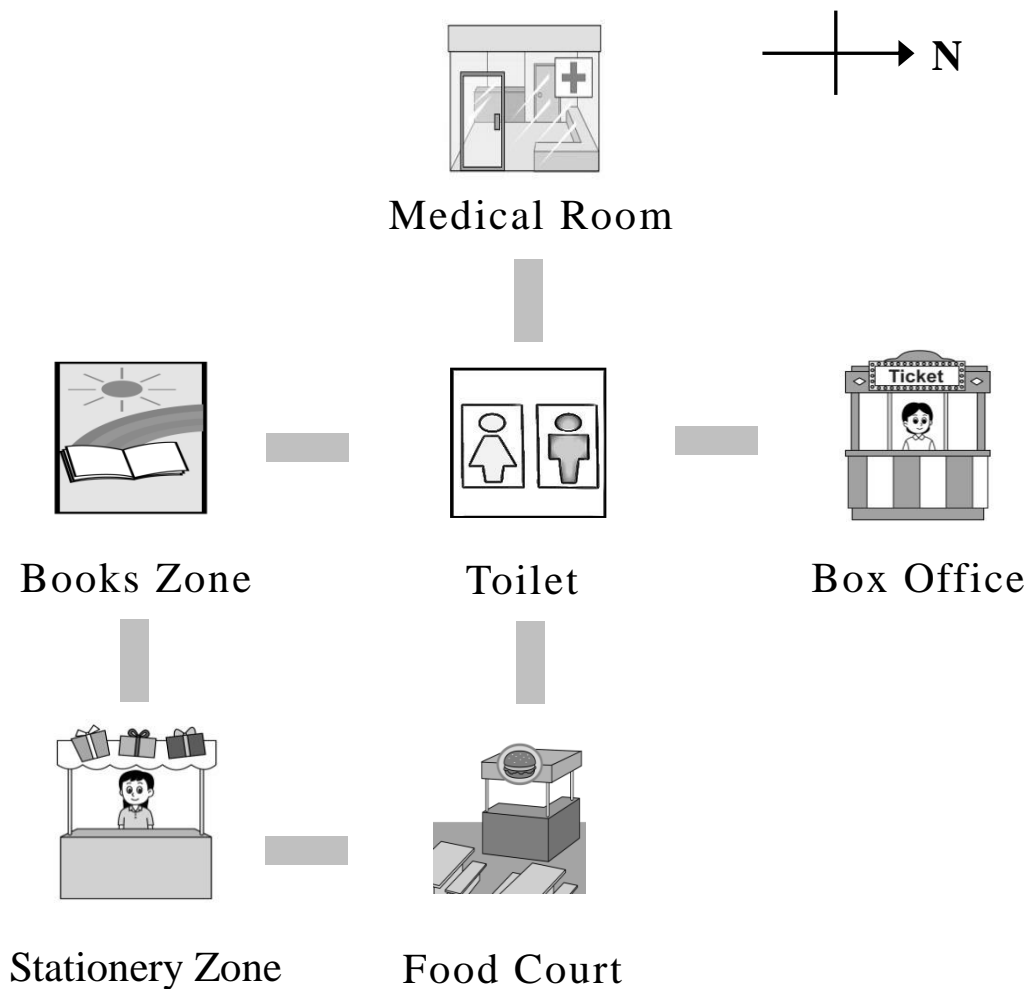 N
Medical Room
Ticket
Books Zone
Toilet
Box Office
Stationery Zone
Food Court